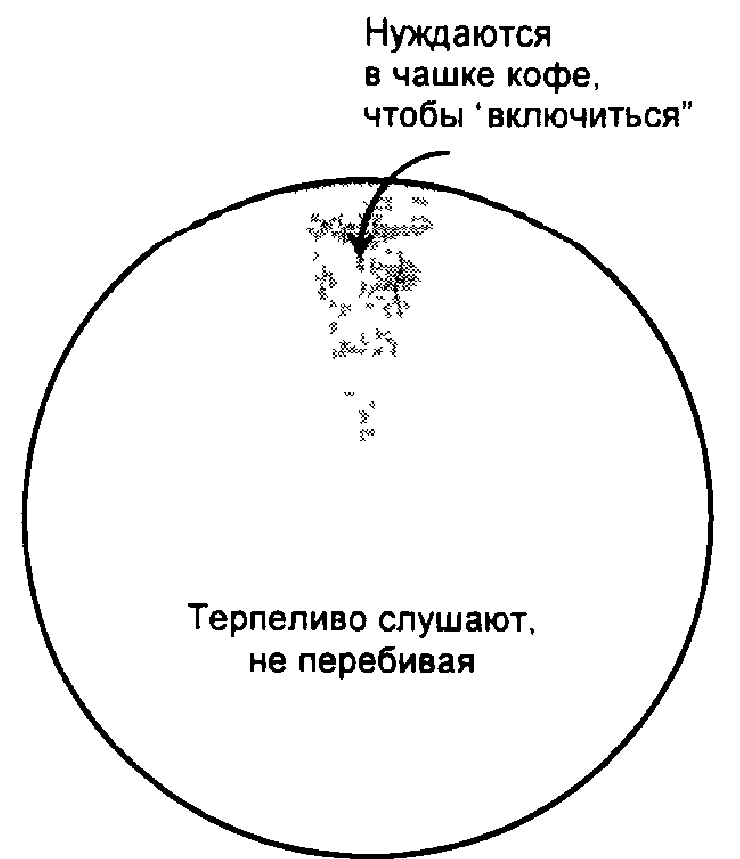 Нуждаются
в чашке кофе,
чтобы ‘включиться”
Терпеливо слушают,
не перебивая